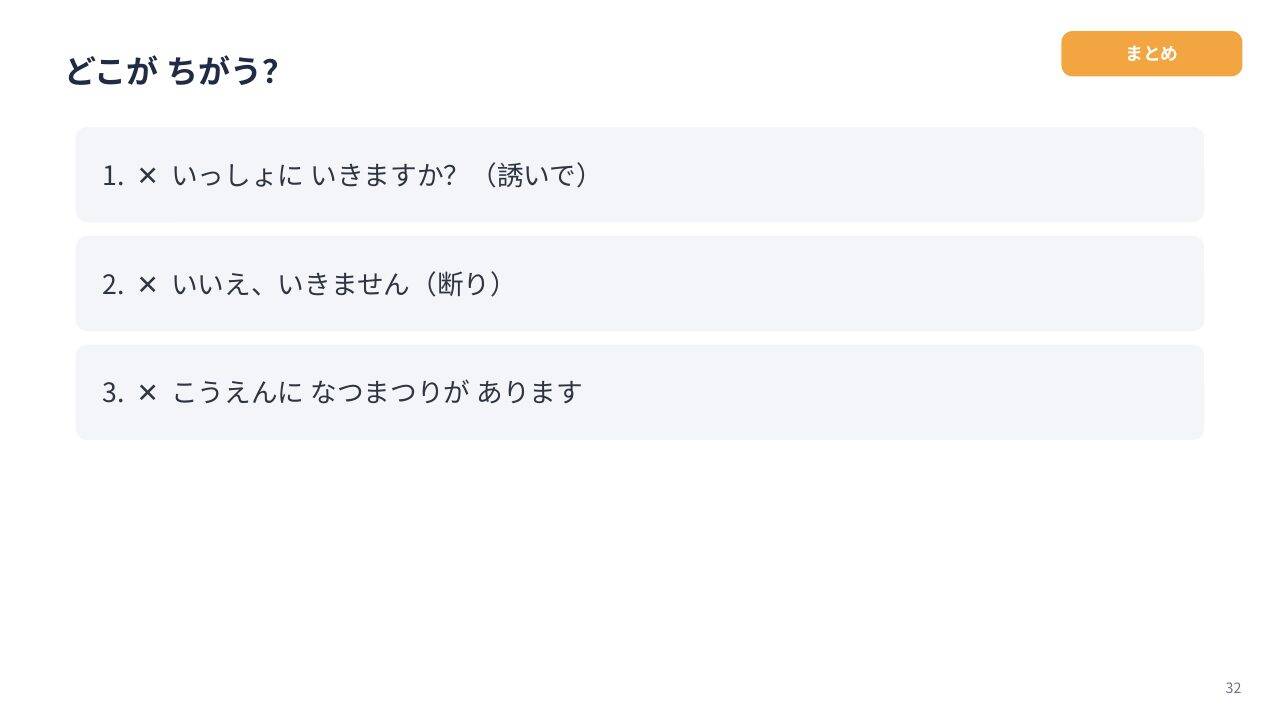 どこが ちがう?
まとめ
1. ✕ いっしょに いきますか? （誘いで）
2. ✕ いいえ、いきません（断り）
3. ✕ こうえんに なつまつりが あります
32